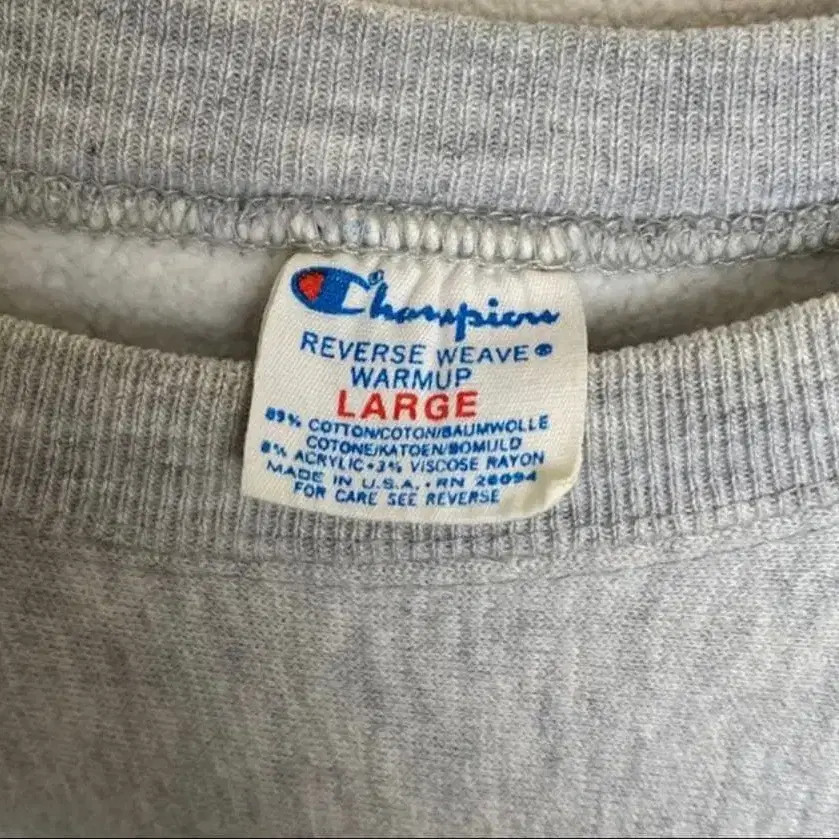 Champion
REVERSE WEAVE®
WARMUP
LARGE
89% COTTON/COTON/BAUMWOLLE
COTONE/KATOEN/BOMULD
8% ACRYLIC • 3% VISCOSE RAYON
MADE IN U.S.A. • RN 26094
FOR CARE SEE REVERSE